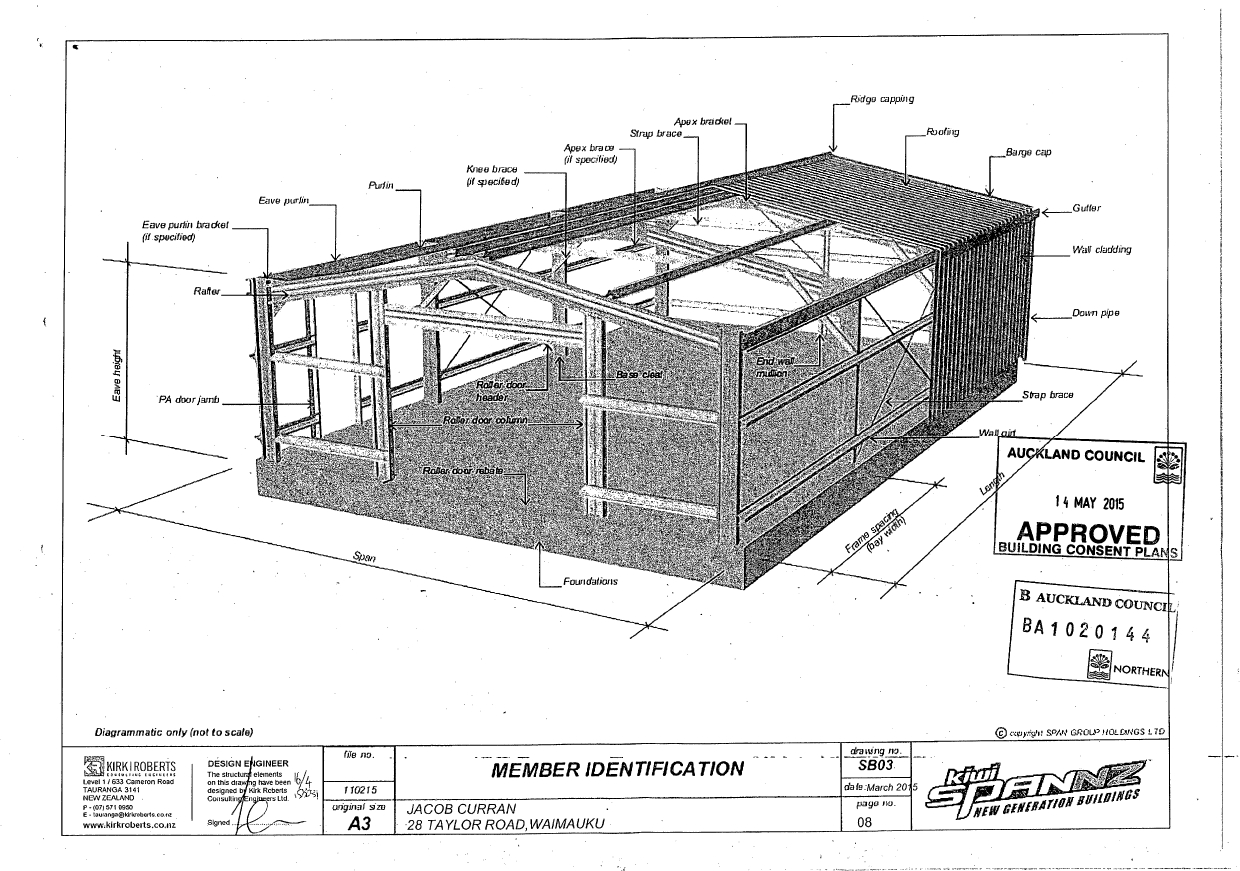 Ridge capping
Apex bracket
Strap brace
Roofing
Apex brace
(if specified)
Barge cap
Knee brace
(if specified)
Purlin
Eave purlin
Gutter
Eave purlin bracket
(if specified)
Wall cladding
Rafter
Down pipe
Eave height
End wall
mullion
Base cleat
Roller door
header
PA door jamb
Strap brace
Roller door column
Wall girt
Roller door rebate
Length
Frame spacing
(bay width)
Span
Foundations
AUCKLAND COUNCIL
14 MAY 2015
APPROVED
BUILDING CONSENT PLANS
B AUCKLAND COUNCIL
BA1020144
NORTHERN
Diagrammatic only (not to scale)
© copyright SPAN GROUP HOLDINGS LTD
KIRK ROBERTS
CONSULTING ENGINEERS
Level 1 / 633 Cameron Road
TAURANGA 3141
NEW ZEALAND
P - (07) 571 0950
E - tauranga@kirkroberts.co.nz
www.kirkroberts.co.nz
DESIGN ENGINEER
The structural elements
on this drawing have been
designed by Kirk Roberts
Consulting Engineers Ltd.
Signed
file no.
110215
original size
A3
MEMBER IDENTIFICATION
JACOB CURRAN
28 TAYLOR ROAD,WAIMAUKU
drawing no.
SB03
date:March 2015
page no.
08
kiwi
SPANNZ
NEW GENERATION BUILDINGS